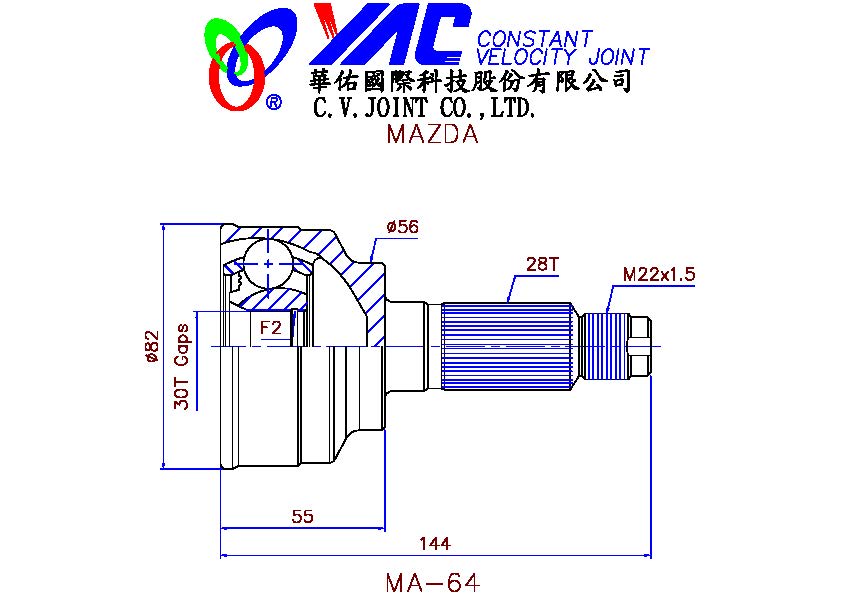 YAC CONSTANT
VELOCITY JOINT
華佑國際科技股份有限公司
®
C.V.JOINT CO.,LTD.
MAZDA
ø56
28T
M22x1.5
F2
ø82
30T Gaps
55
144
MA-64